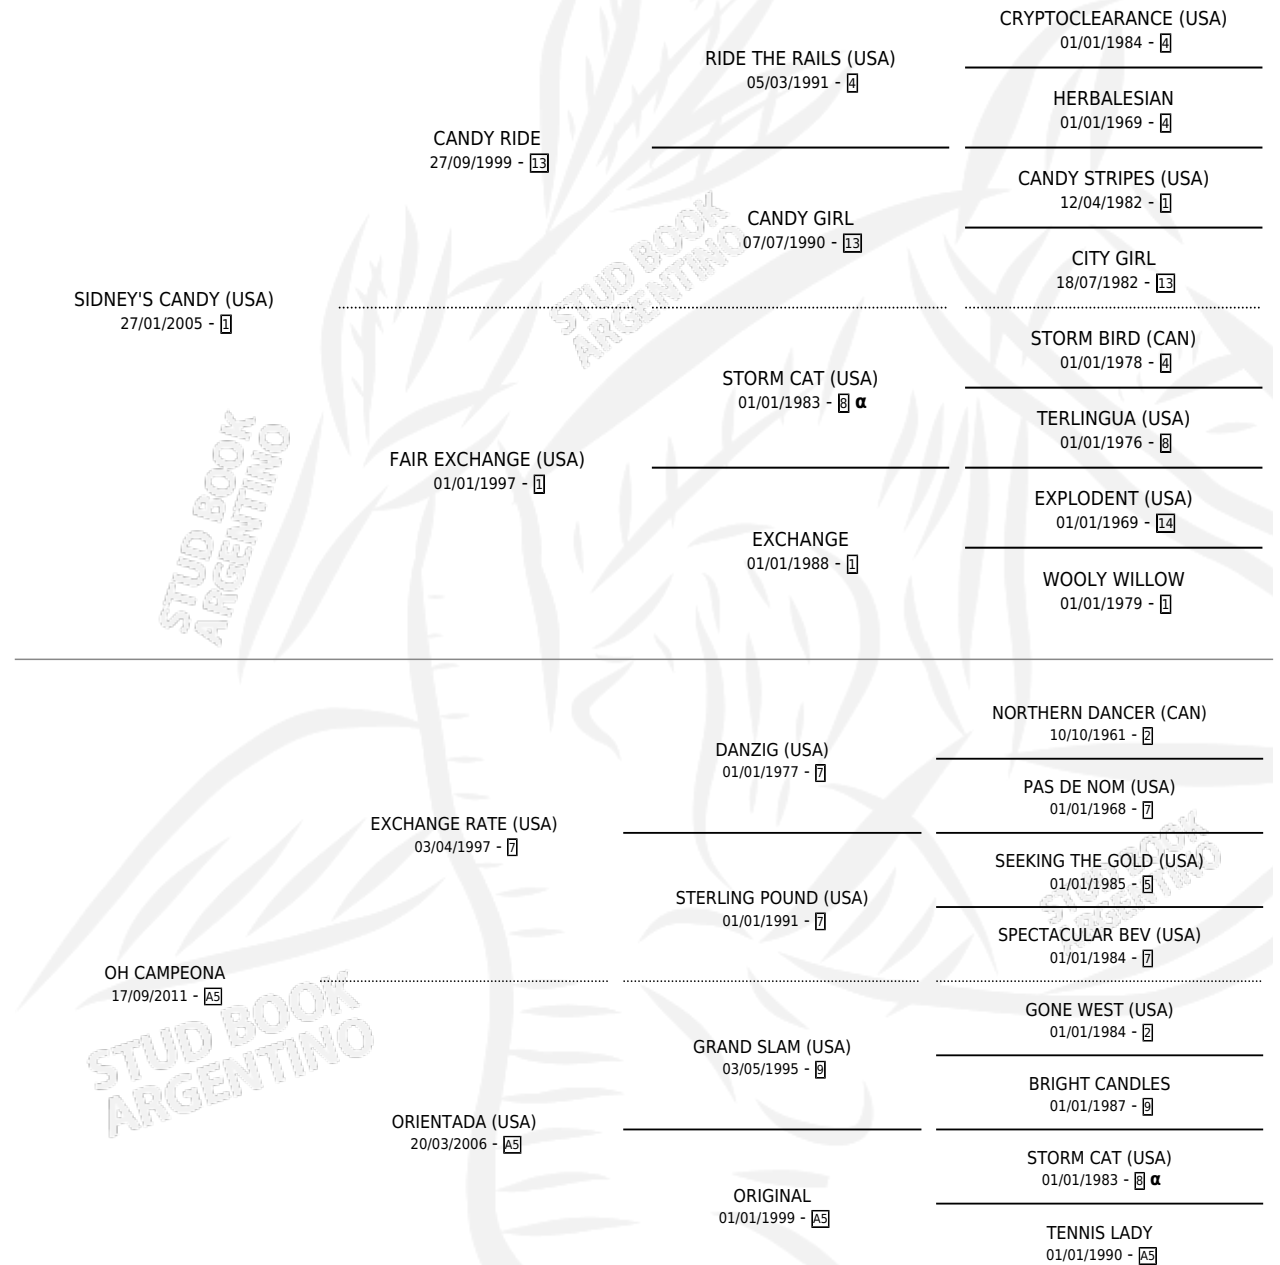 CRYPTOCLEARANCE (USA)
01/01/1984 - 4
RIDE THE RAILS (USA)
05/03/1991 - 4
HERBALESIAN
01/01/1969 - 4
CANDY RIDE
27/09/1999 - 13
CANDY STRIPES (USA)
12/04/1982 - 1
CANDY GIRL
07/07/1990 - 13
CITY GIRL
18/07/1982 - 13
SIDNEY'S CANDY (USA)
27/01/2005 - 1
STORM BIRD (CAN)
01/01/1978 - 4
STORM CAT (USA)
01/01/1983 - 8 α
TERLINGUA (USA)
01/01/1976 - 8
FAIR EXCHANGE (USA)
01/01/1997 - 1
EXPLODENT (USA)
01/01/1969 - 14
EXCHANGE
01/01/1988 - 1
WOOLY WILLOW
01/01/1979 - 1
NORTHERN DANCER (CAN)
10/10/1961 - 2
DANZIG (USA)
01/01/1977 - 7
PAS DE NOM (USA)
01/01/1968 - 7
EXCHANGE RATE (USA)
03/04/1997 - 7
SEEKING THE GOLD (USA)
01/01/1985 - 5
STERLING POUND (USA)
01/01/1991 - 7
SPECTACULAR BEV (USA)
01/01/1984 - 7
OH CAMPEONA
17/09/2011 - A5
GONE WEST (USA)
01/01/1984 - 2
GRAND SLAM (USA)
03/05/1995 - 9
BRIGHT CANDLES
01/01/1987 - 9
ORIENTADA (USA)
20/03/2006 - A5
STORM CAT (USA)
01/01/1983 - 8 α
ORIGINAL
01/01/1999 - A5
TENNIS LADY
01/01/1990 - A5
STUD BOOK
ARGENTINO
STUD BOOK
ARGENTINO
STUD BOOK
ARGENTINO
STUD BOOK
ARGENTINO